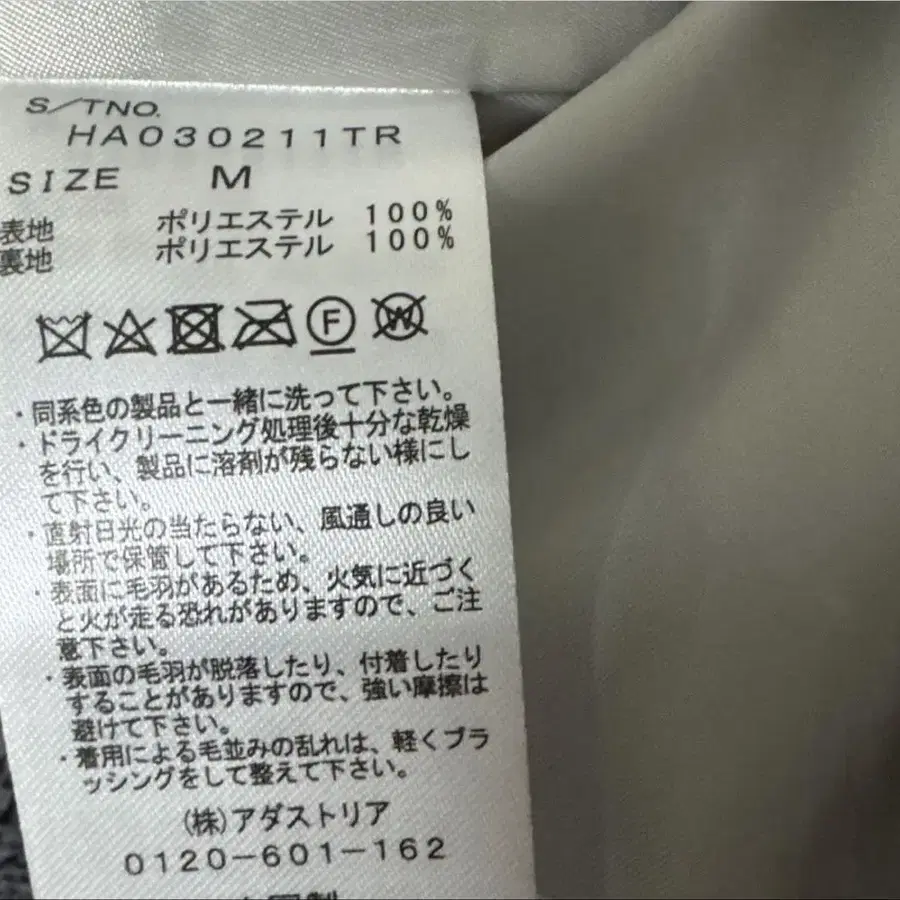 S/TNO.
HA030211TR
SIZE M
表地 ポリエステル 100%
裏地 ポリエステル 100%
F W
・同系色の製品と一緒に洗って下さい。
・ドライクリーニング処理後十分な乾燥
を行い、製品に溶剤が残らない様にし
て下さい。
・直射日光の当たらない、風通しの良い
場所で保管して下さい。
・表面に毛羽があるため、火気に近づく
と火が走る恐れがありますので、ご注
意下さい。
・表面の毛羽が脱落したり、付着したり
することがありますので、強い摩擦は
避けて下さい。
・着用による毛並みの乱れは、軽くブラ
ッシングをして整えて下さい。
(株)アダストリア
0120-601-162